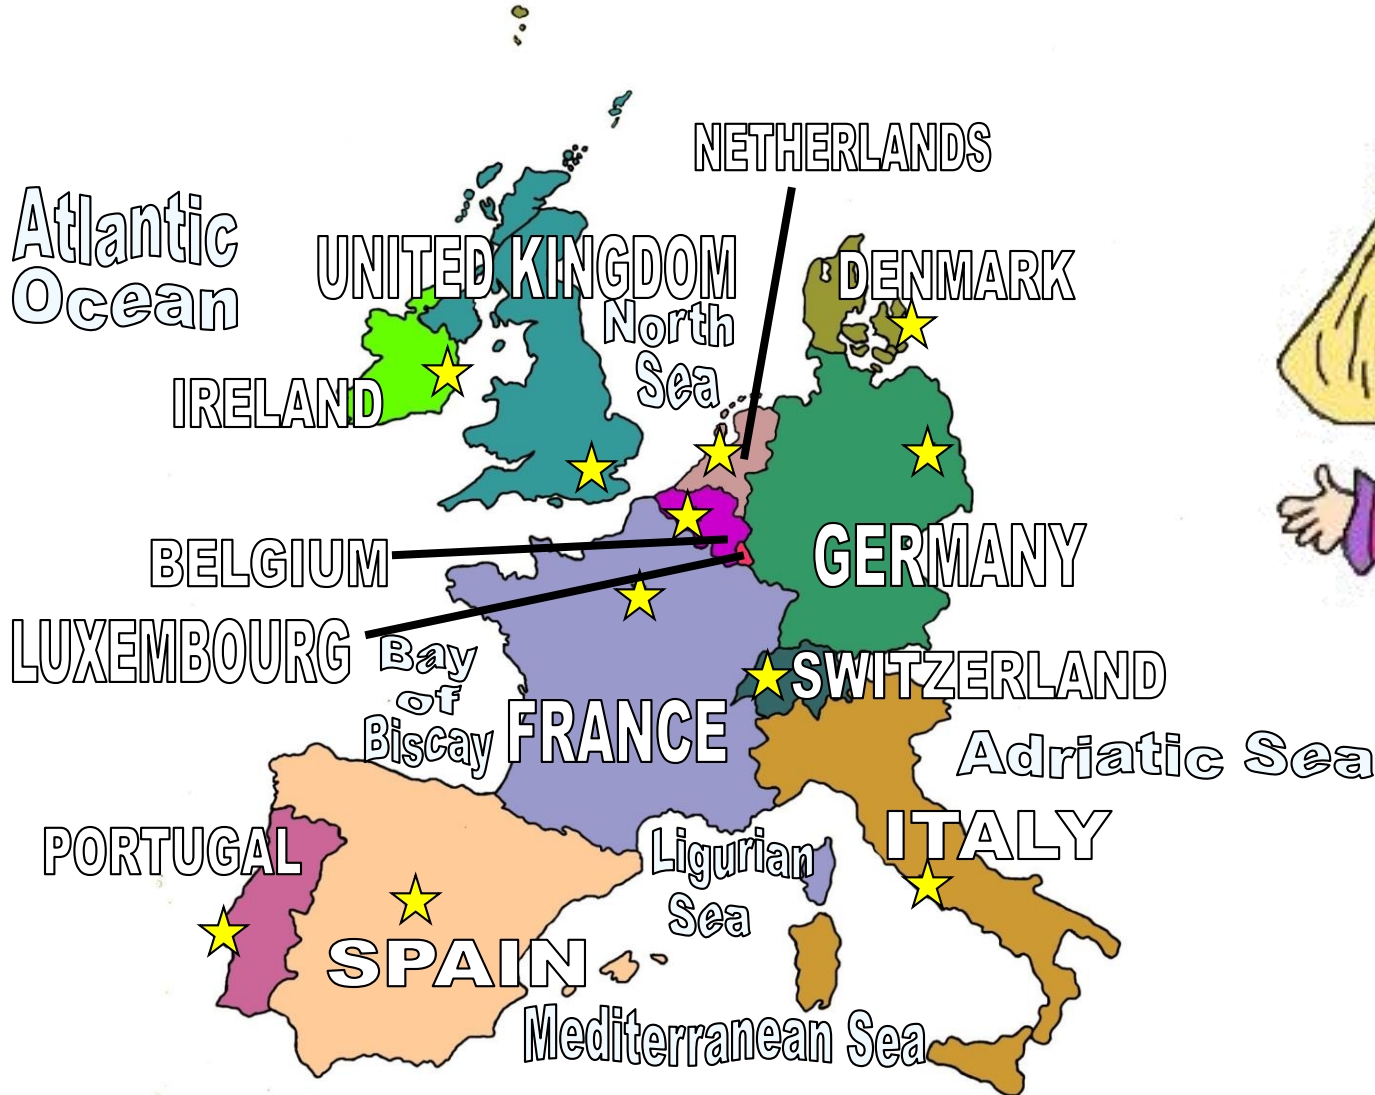 NETHERLANDS
Atlantic
Ocean
UNITED KINGDOM
DENMARK
North
Sea
IRELAND
BELGIUM
GERMANY
LUXEMBOURG
Bay
of
Biscay
SWITZERLAND
FRANCE
Adriatic Sea
ITALY
PORTUGAL
Ligurian
Sea
SPAIN
Mediterranean Sea